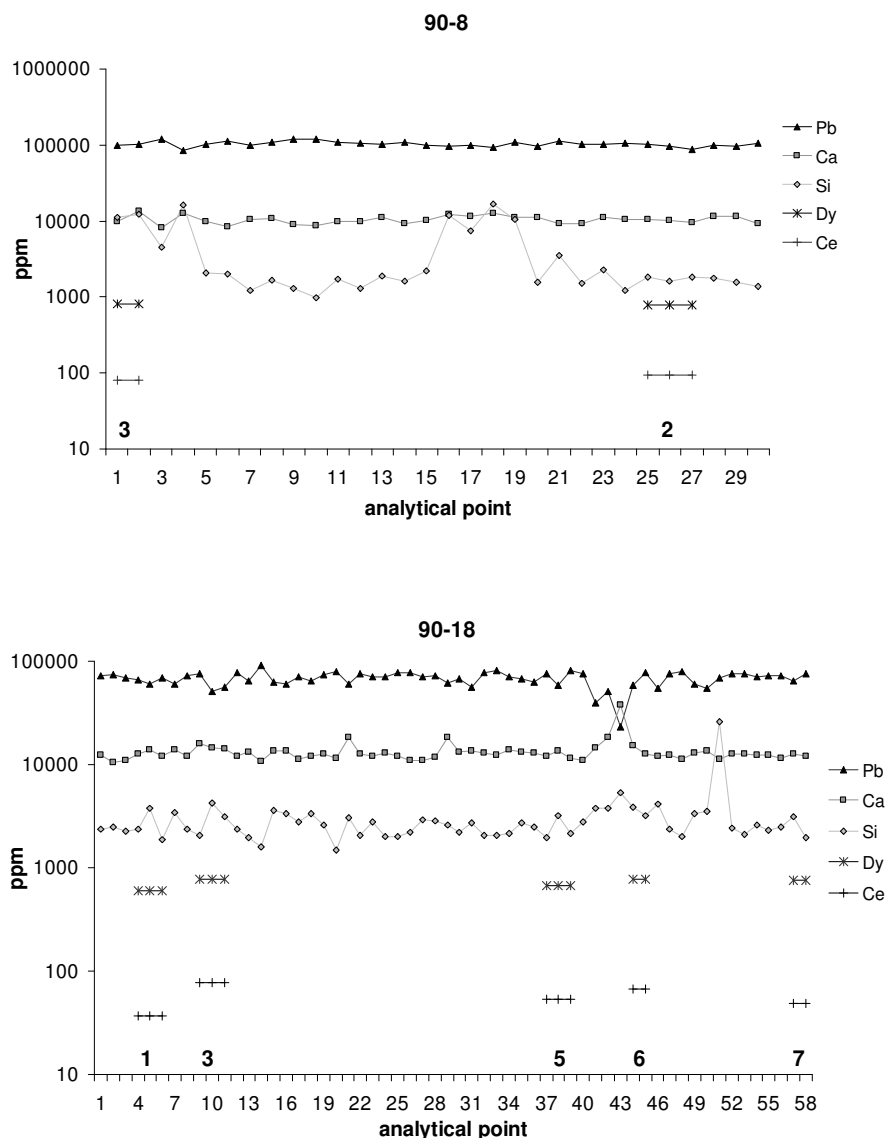 90-8
1000000
100000
10000
1000
100
10
ppm
Pb
Ca
Si
Dy
Ce
3 2
1 3 5 7 9 11 13 15 17 19 21 23 25 27 29
analytical point
90-18
100000
10000
1000
100
10
ppm
Pb
Ca
Si
Dy
Ce
1 3 5 6 7
1 4 7 10 13 16 19 22 25 28 31 34 37 40 43 46 49 52 55 58
analytical point